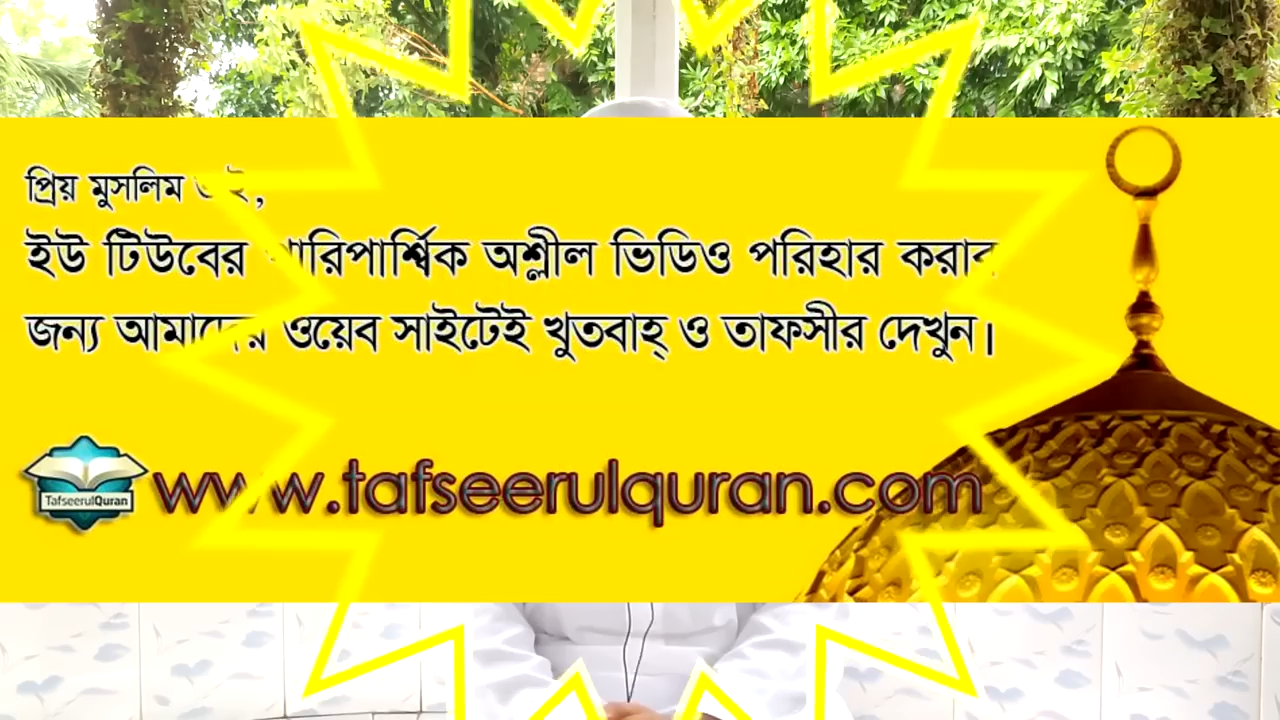 প্রিয় মুসলিম ভাই,
ইউ টিউবের পারিপার্শ্বিক অশ্লীল ভিডিও পরিহার করার
জন্য আমাদের ওয়েব সাইটেই খুতবাহ্ ও তাফসীর দেখুন।
TafseerulQuran
www.tafseerulquran.com